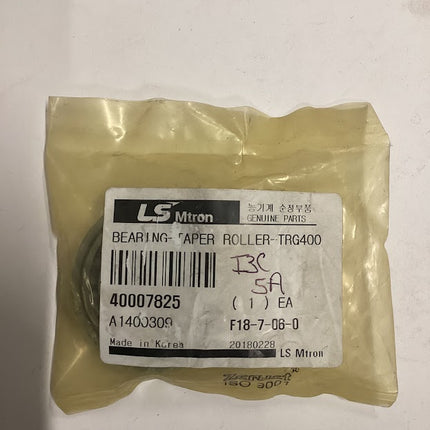 LS Mtron
농기계 순정부품
GENUINE PARTS
BEARING-TAPER ROLLER-TRG400
I3C
5A
40007825
( 1 ) EA
A1400309
F18-7-06-0
Made in Korea
20180228
LS Mtron
ISO 9001